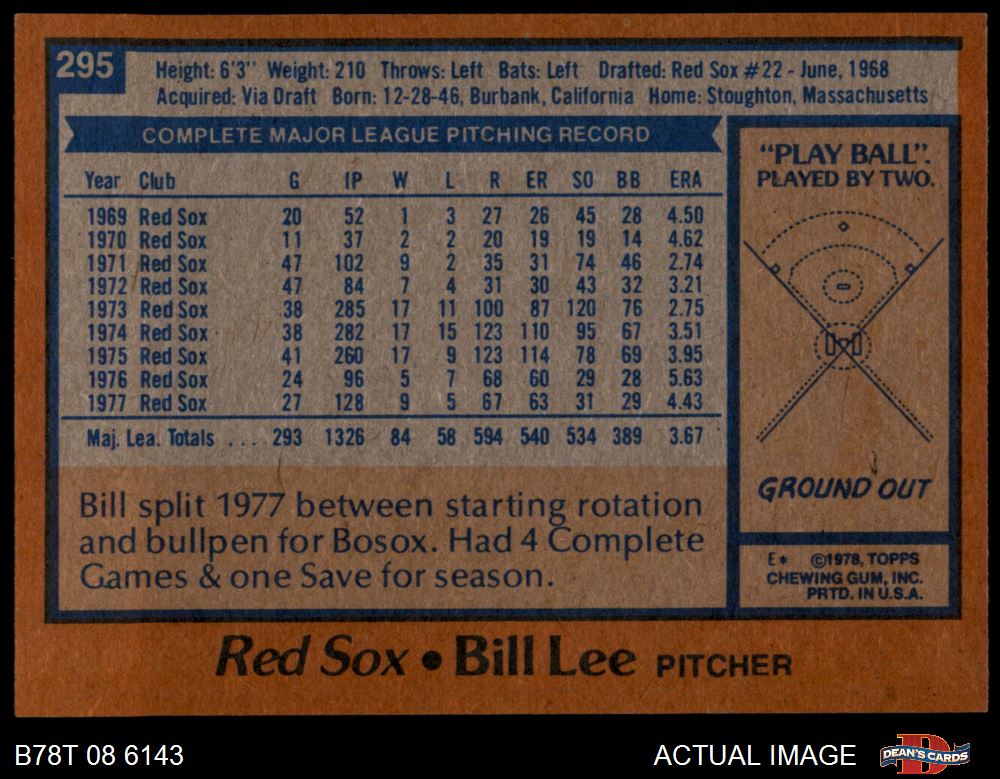 295
Height: 6'3" Weight: 210 Throws: Left Bats: Left Drafted: Red Sox #22 - June, 1968
Acquired: Via Draft Born: 12-28-46, Burbank, California Home: Stoughton, Massachusetts
COMPLETE MAJOR LEAGUE PITCHING RECORD
Year Club G IP W L R ER SO BB ERA
1969 Red Sox 20 52 1 3 27 26 45 28 4.50
1970 Red Sox 11 37 2 2 20 19 19 14 4.62
1971 Red Sox 47 102 9 2 35 31 74 46 2.74
1972 Red Sox 47 84 7 4 31 30 43 32 3.21
1973 Red Sox 38 285 17 11 100 87 120 76 2.75
1974 Red Sox 38 282 17 15 123 110 95 67 3.51
1975 Red Sox 41 260 17 9 123 114 78 69 3.95
1976 Red Sox 24 96 5 7 68 60 29 28 5.63
1977 Red Sox 27 128 9 5 67 63 31 29 4.43
Maj. Lea. Totals .... 293 1326 84 58 594 540 534 389 3.67
Bill split 1977 between starting rotation
and bullpen for Bosox. Had 4 Complete
Games & one Save for season.
"PLAY BALL".
PLAYED BY TWO.
GROUND OUT
E* ©1978, TOPPS
CHEWING GUM, INC.
PRTD. IN U.S.A.
Red Sox • Bill Lee PITCHER
B78T 08 6143
ACTUAL IMAGE
DEAN'S CARDS